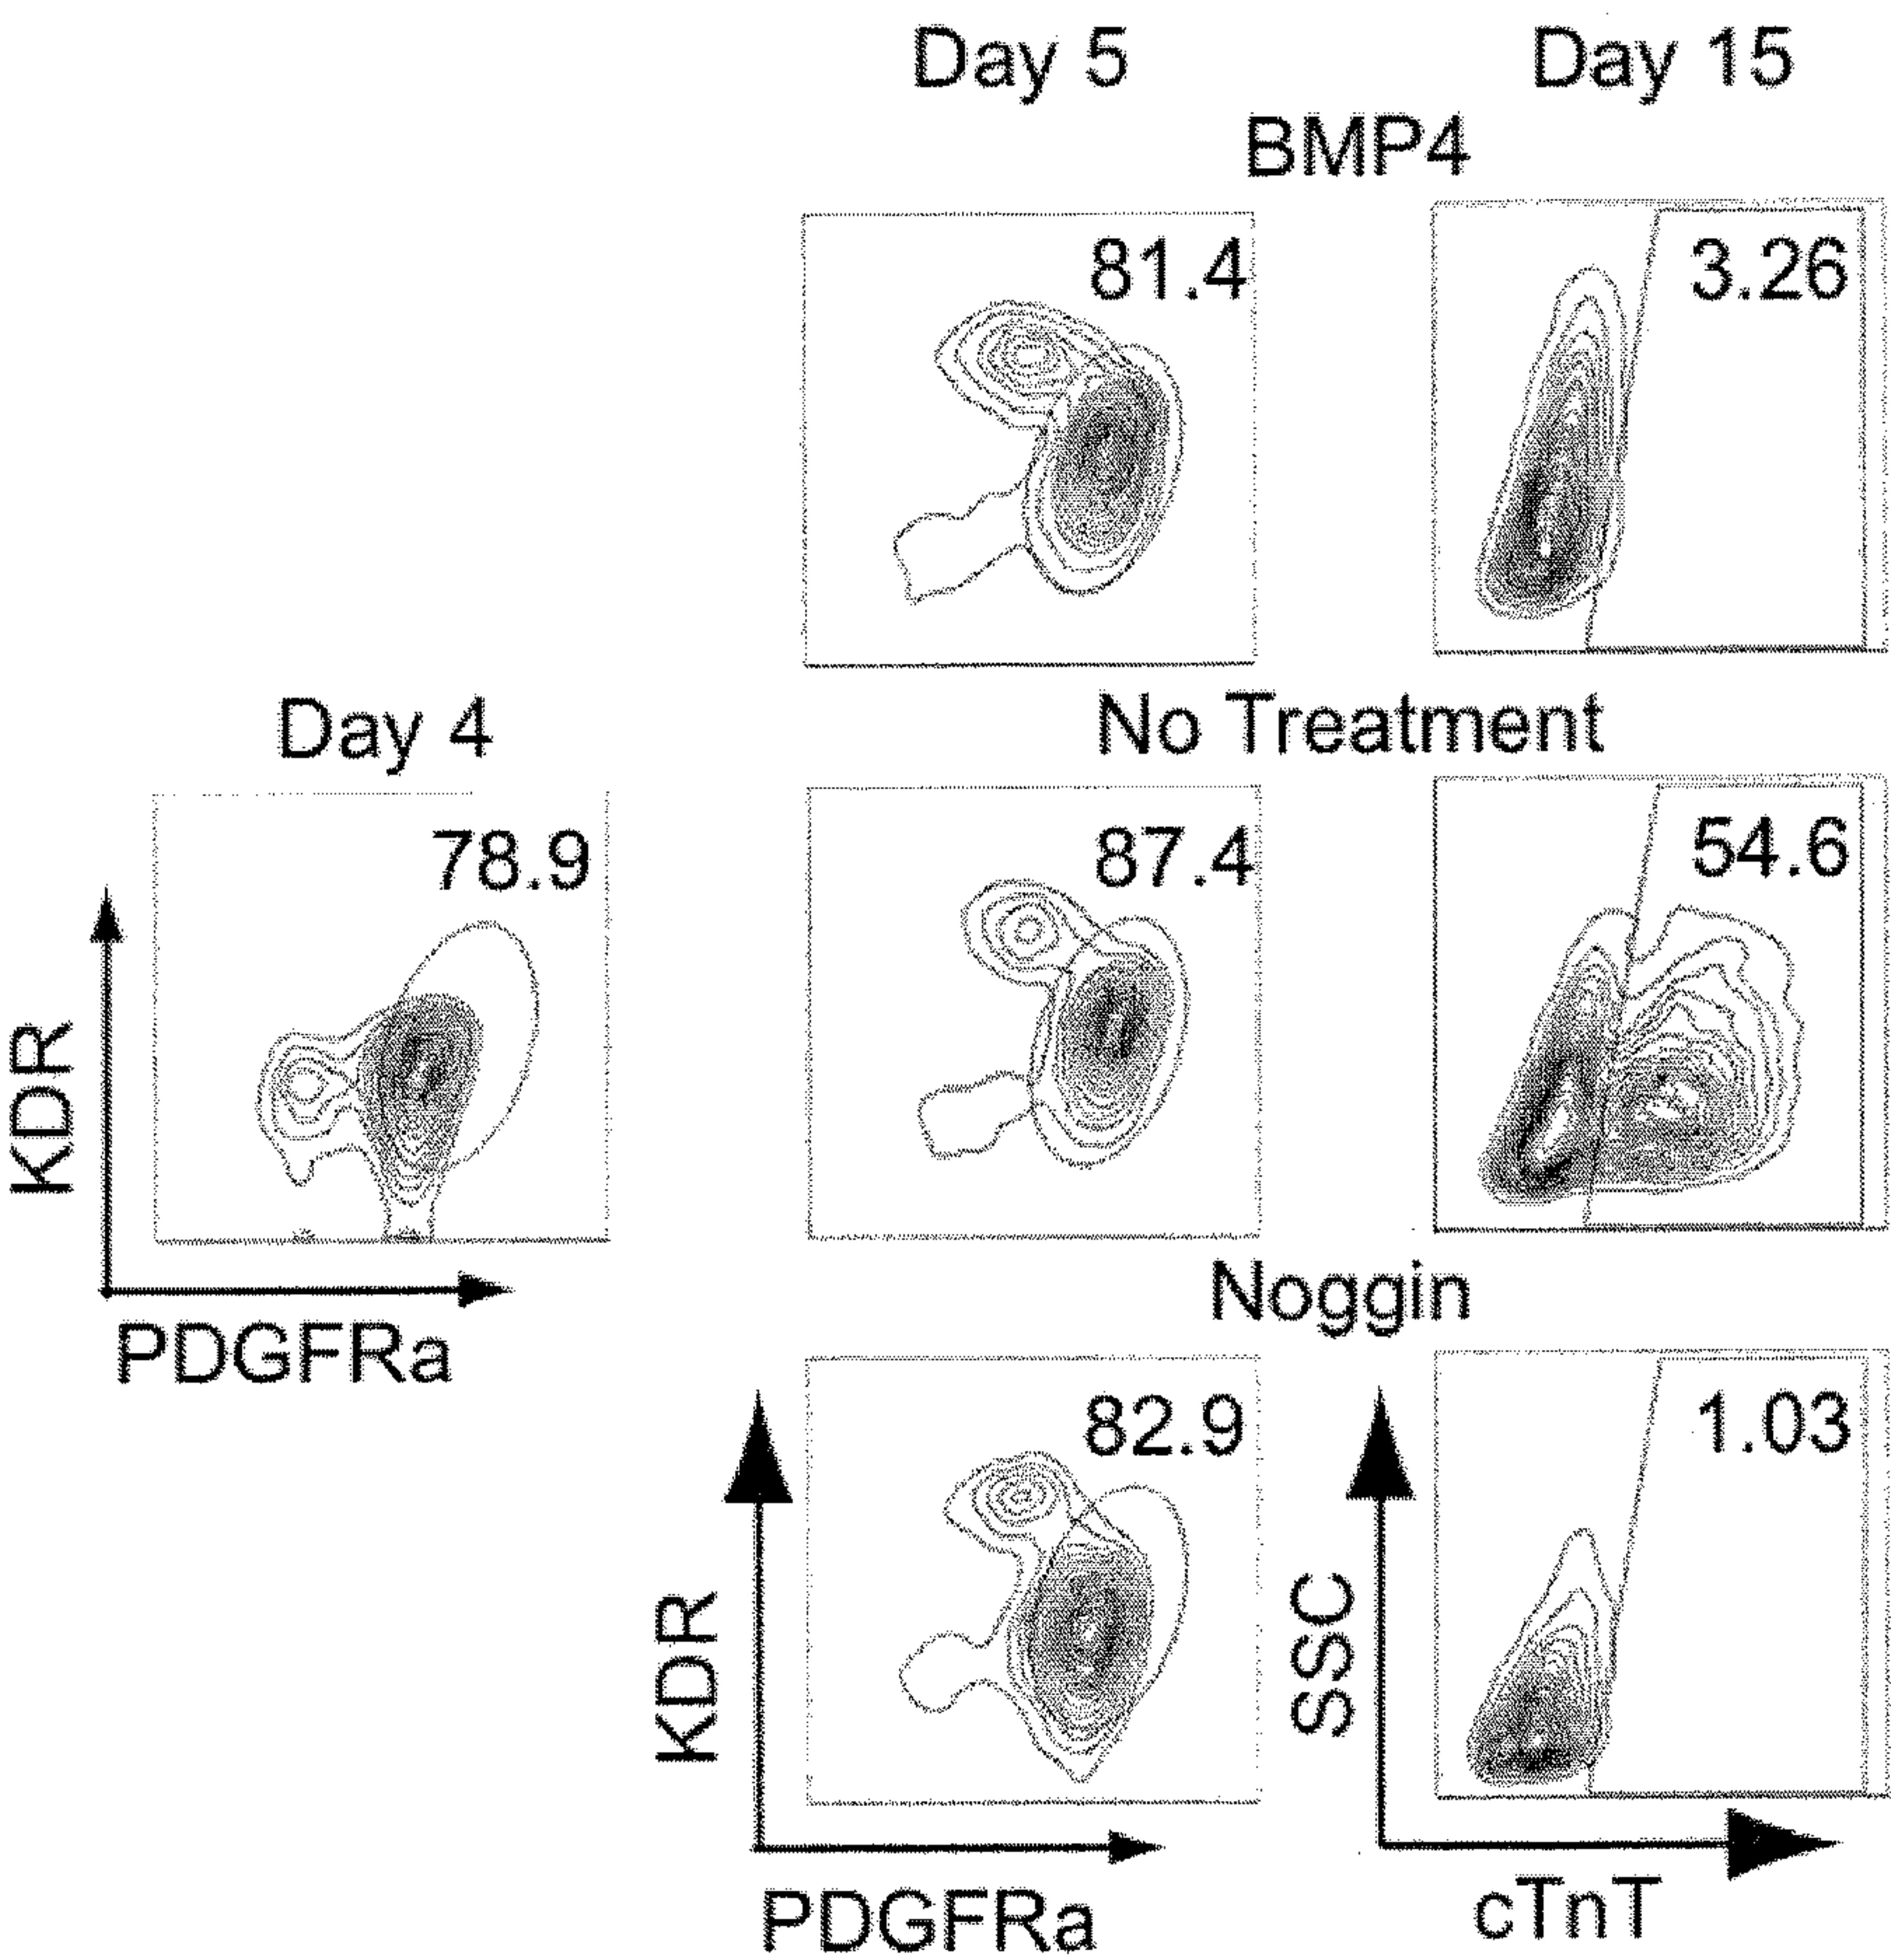 Day 5 Day 15
BMP4
81.4 3.26
Day 4 No Treatment
78.9 87.4 54.6
KDR
PDGFRa
Noggin
82.9 1.03
KDR SSC
PDGFRa cTnT